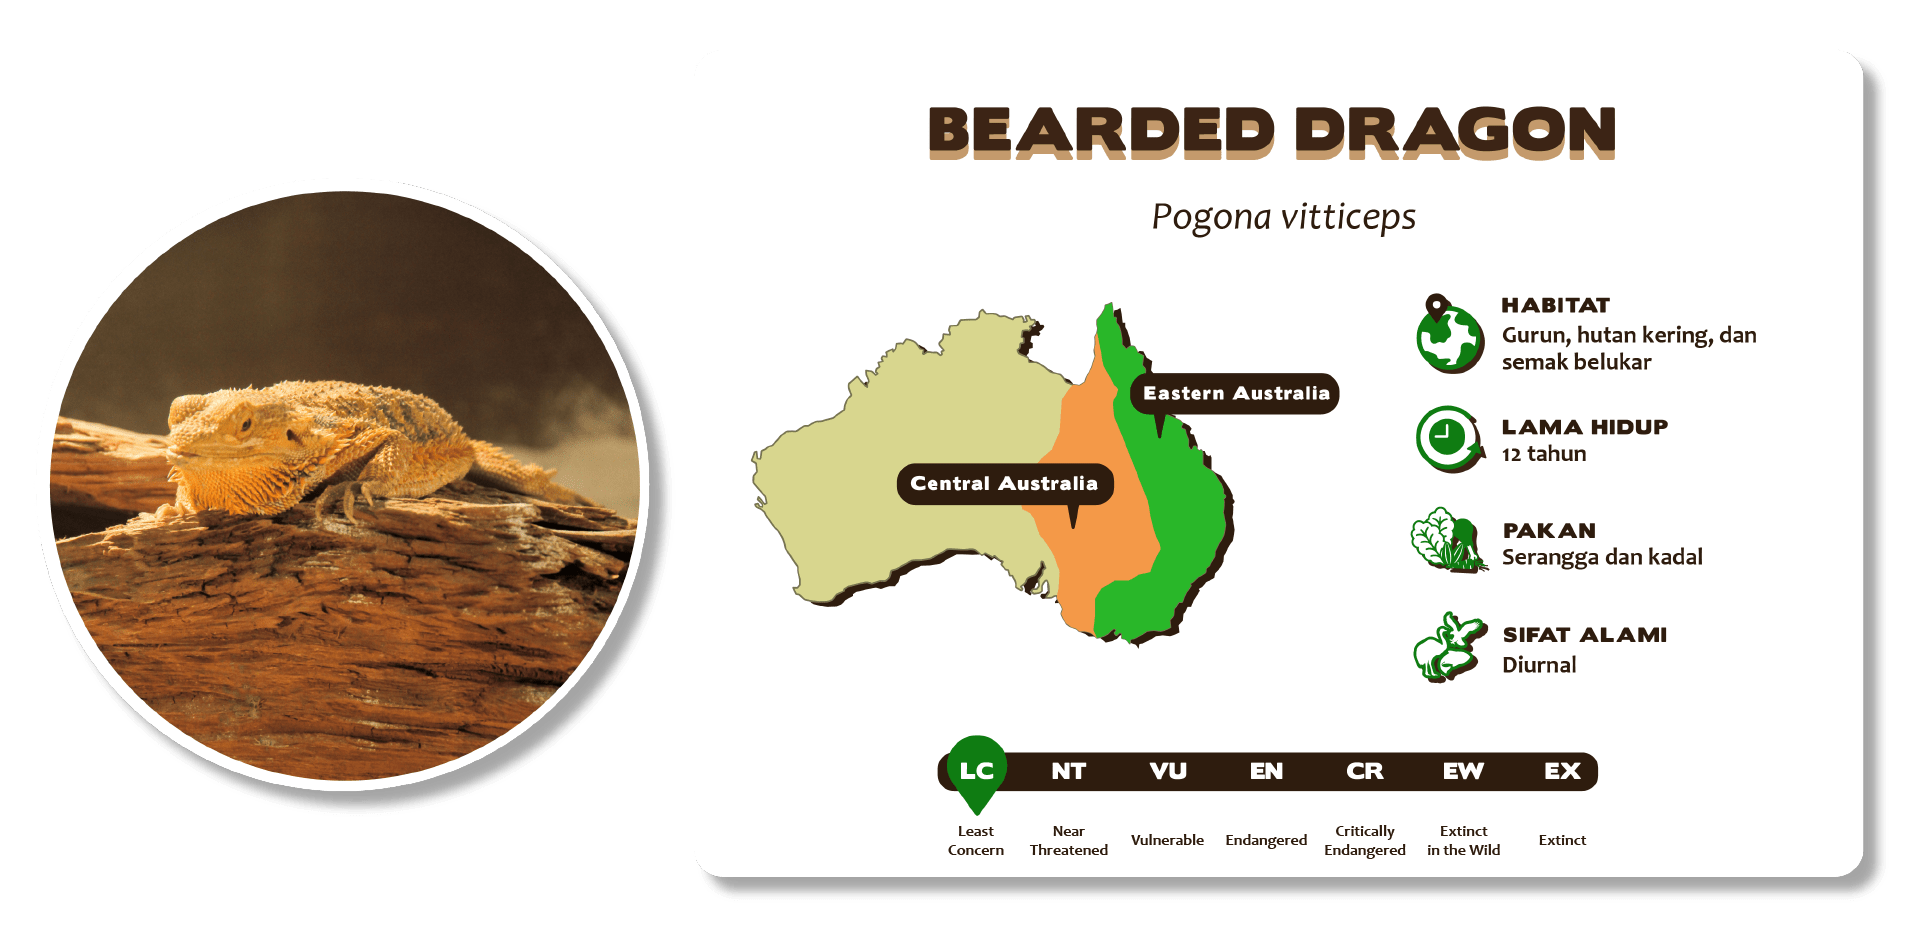 BEARDED DRAGON
Pogona vitticeps
Eastern Australia
Central Australia
HABITAT
Gurun, hutan kering, dan
semak belukar
LAMA HIDUP
12 tahun
PAKAN
Serangga dan kadal
SIFAT ALAMI
Diurnal
LC NT VU EN CR EW EX
Least Concern
Near Threatened
Vulnerable
Endangered
Critically Endangered
Extinct in the Wild
Extinct